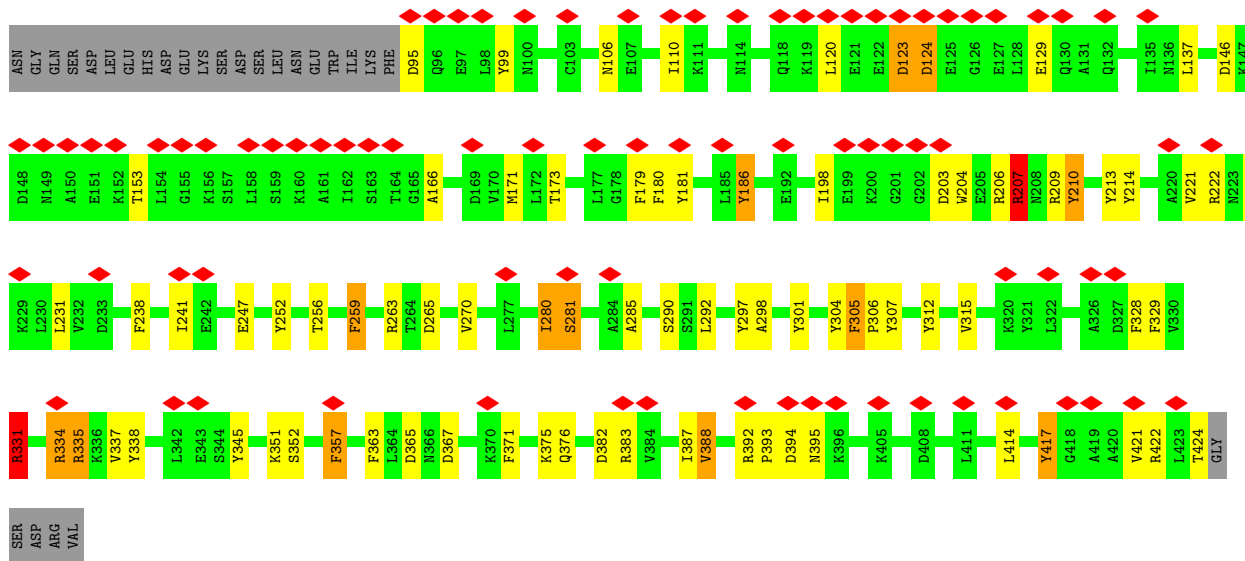 ASN GLY GLN SER ASP LEU GLU HIS ASP GLU LYS SER ASP SER LEU ASN GLU TRP ILE LYS PHE D95 Q96 E97 L98 Y99 N100 C103 N106 E107 I110 K111 N114 Q118 K119 L120 E121 E122 D123 D124 E125 G126 E127 L128 E129 Q130 A131 Q132 I135 N136 L137 D146 K147
D148 N149 A150 E151 K152 T153 L154 G155 K156 S157 L158 S159 K160 A161 I162 S163 T164 G165 A166 D169 V170 M171 L172 T173 L177 G178 F179 F180 Y181 L185 Y186 E192 I198 E199 K200 G201 G202 D203 W204 E205 R206 R207 N208 R209 Y210 Y213 Y214 A220 V221 R222 N223
K229 L230 L231 V232 D233 F238 I241 E242 E247 Y252 T256 F259 R263 T264 D265 V270 L277 I280 S281 A284 A285 S290 S291 L292 Y297 A298 Y301 Y304 F305 P306 Y307 Y312 V315 K320 Y321 L322 A326 D327 F328 F329 V330
R331 R334 R335 K336 V337 Y338 L342 E343 S344 Y345 K351 S352 F357 F363 L364 D365 N366 D367 K370 F371 K375 Q376 D382 R383 V384 I387 V388 R392 P393 D394 N395 K396 K405 D408 L411 L414 Y417 G418 A419 A420 V421 R422 L423 T424 GLY
SER ASP ARG VAL